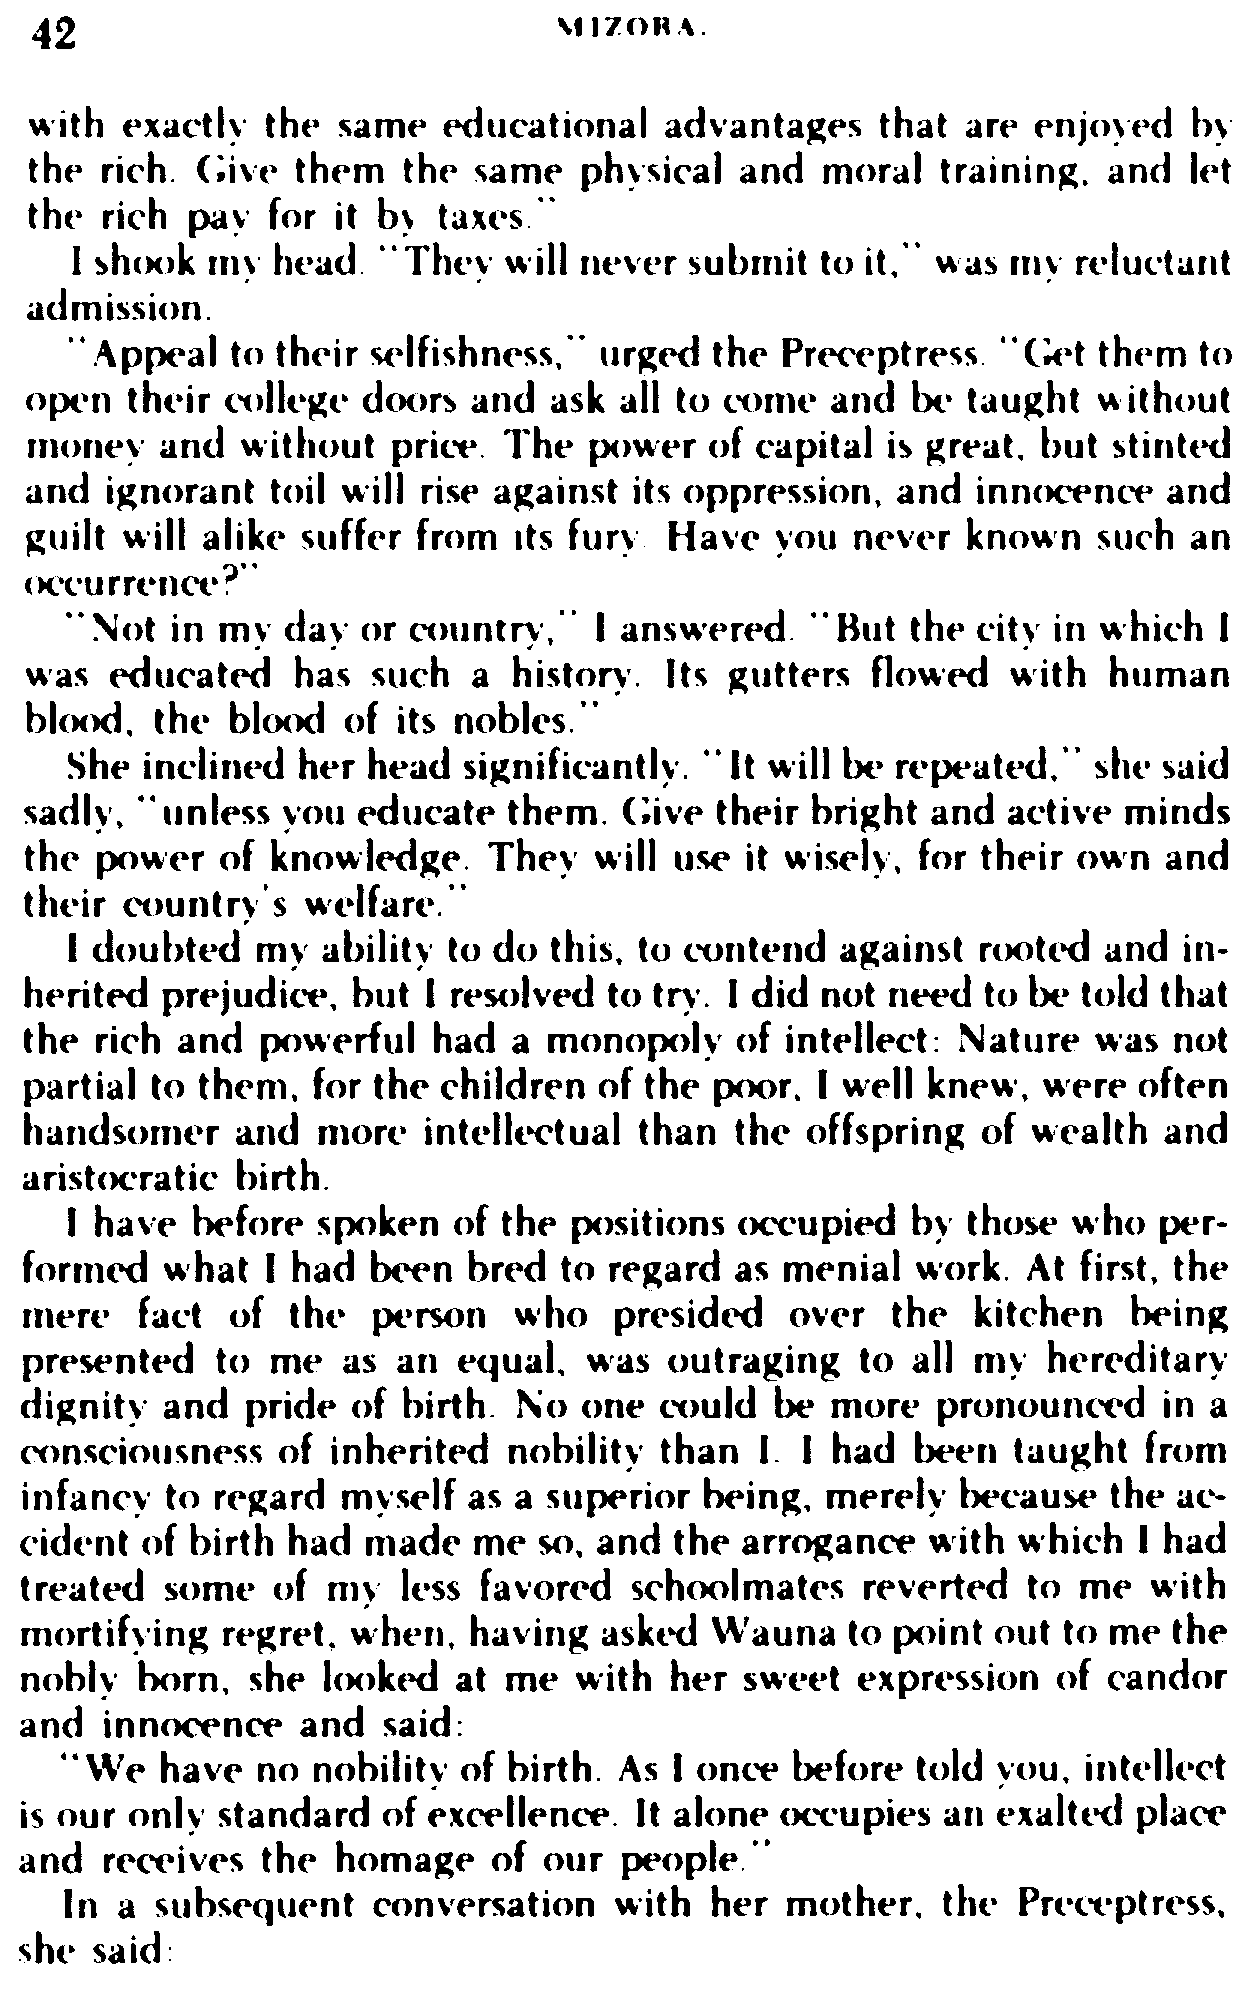 42 MIZORA.
with exactly the same educational advantages that are enjoyed by
the rich. Give them the same physical and moral training, and let
the rich pay for it by taxes."
I shook my head. "They will never submit to it," was my reluctant
admission.
"Appeal to their selfishness," urged the Preceptress. "Get them to
open their college doors and ask all to come and be taught without
money and without price. The power of capital is great, but stinted
and ignorant toil will rise against its oppression, and innocence and
guilt will alike suffer from its fury. Have you never known such an
occurrence?"
"Not in my day or country," I answered. "But the city in which I
was educated has such a history. Its gutters flowed with human
blood, the blood of its nobles."
She inclined her head significantly. "It will be repeated," she said
sadly, "unless you educate them. Give their bright and active minds
the power of knowledge. They will use it wisely, for their own and
their country's welfare."
I doubted my ability to do this, to contend against rooted and in-
herited prejudice, but I resolved to try. I did not need to be told that
the rich and powerful had a monopoly of intellect: Nature was not
partial to them, for the children of the poor, I well knew, were often
handsomer and more intellectual than the offspring of wealth and
aristocratic birth.
I have before spoken of the positions occupied by those who per-
formed what I had been bred to regard as menial work. At first, the
mere fact of the person who presided over the kitchen being
presented to me as an equal, was outraging to all my hereditary
dignity and pride of birth. No one could be more pronounced in a
consciousness of inherited nobility than I. I had been taught from
infancy to regard myself as a superior being, merely because the ac-
cident of birth had made me so, and the arrogance with which I had
treated some of my less favored schoolmates reverted to me with
mortifying regret, when, having asked Wauna to point out to me the
nobly born, she looked at me with her sweet expression of candor
and innocence and said:
"We have no nobility of birth. As I once before told you, intellect
is our only standard of excellence. It alone occupies an exalted place
and receives the homage of our people."
In a subsequent conversation with her mother, the Preceptress,
she said: